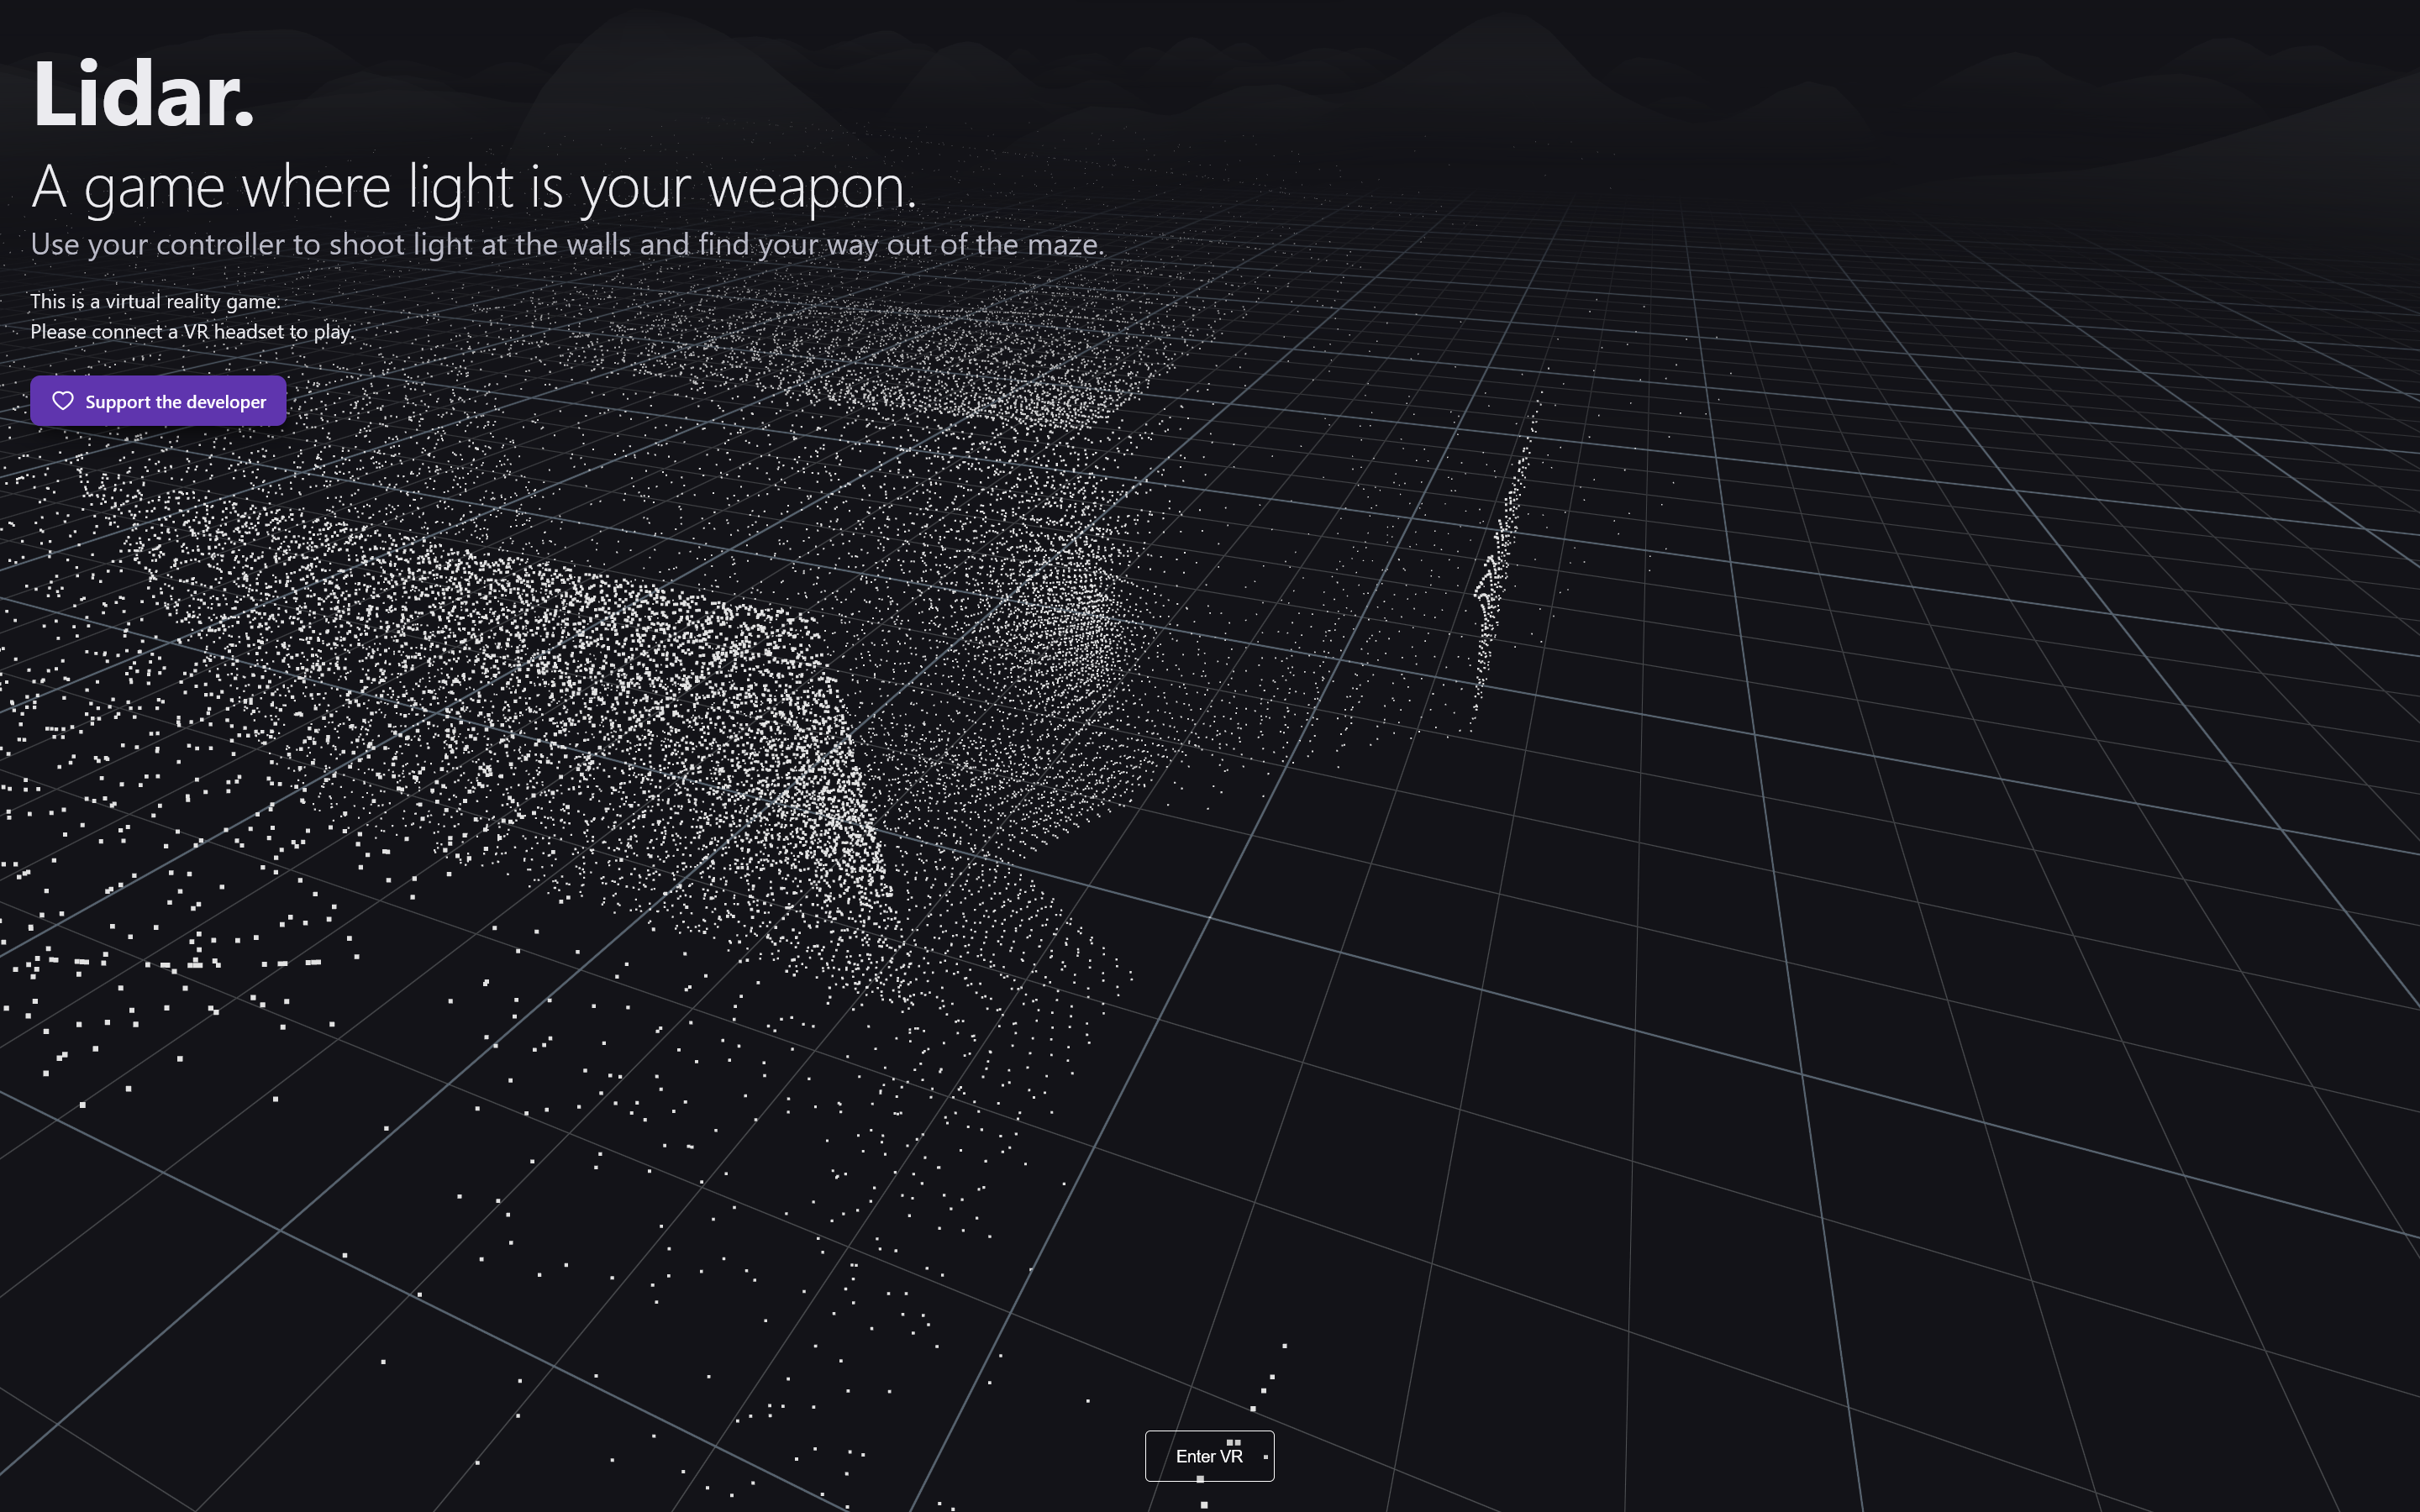 Lidar.
A game where light is your weapon.
Use your controller to shoot light at the walls and find your way out of the maze.
This is a virtual reality game.
Please connect a VR headset to play.
Support the developer
Enter VR